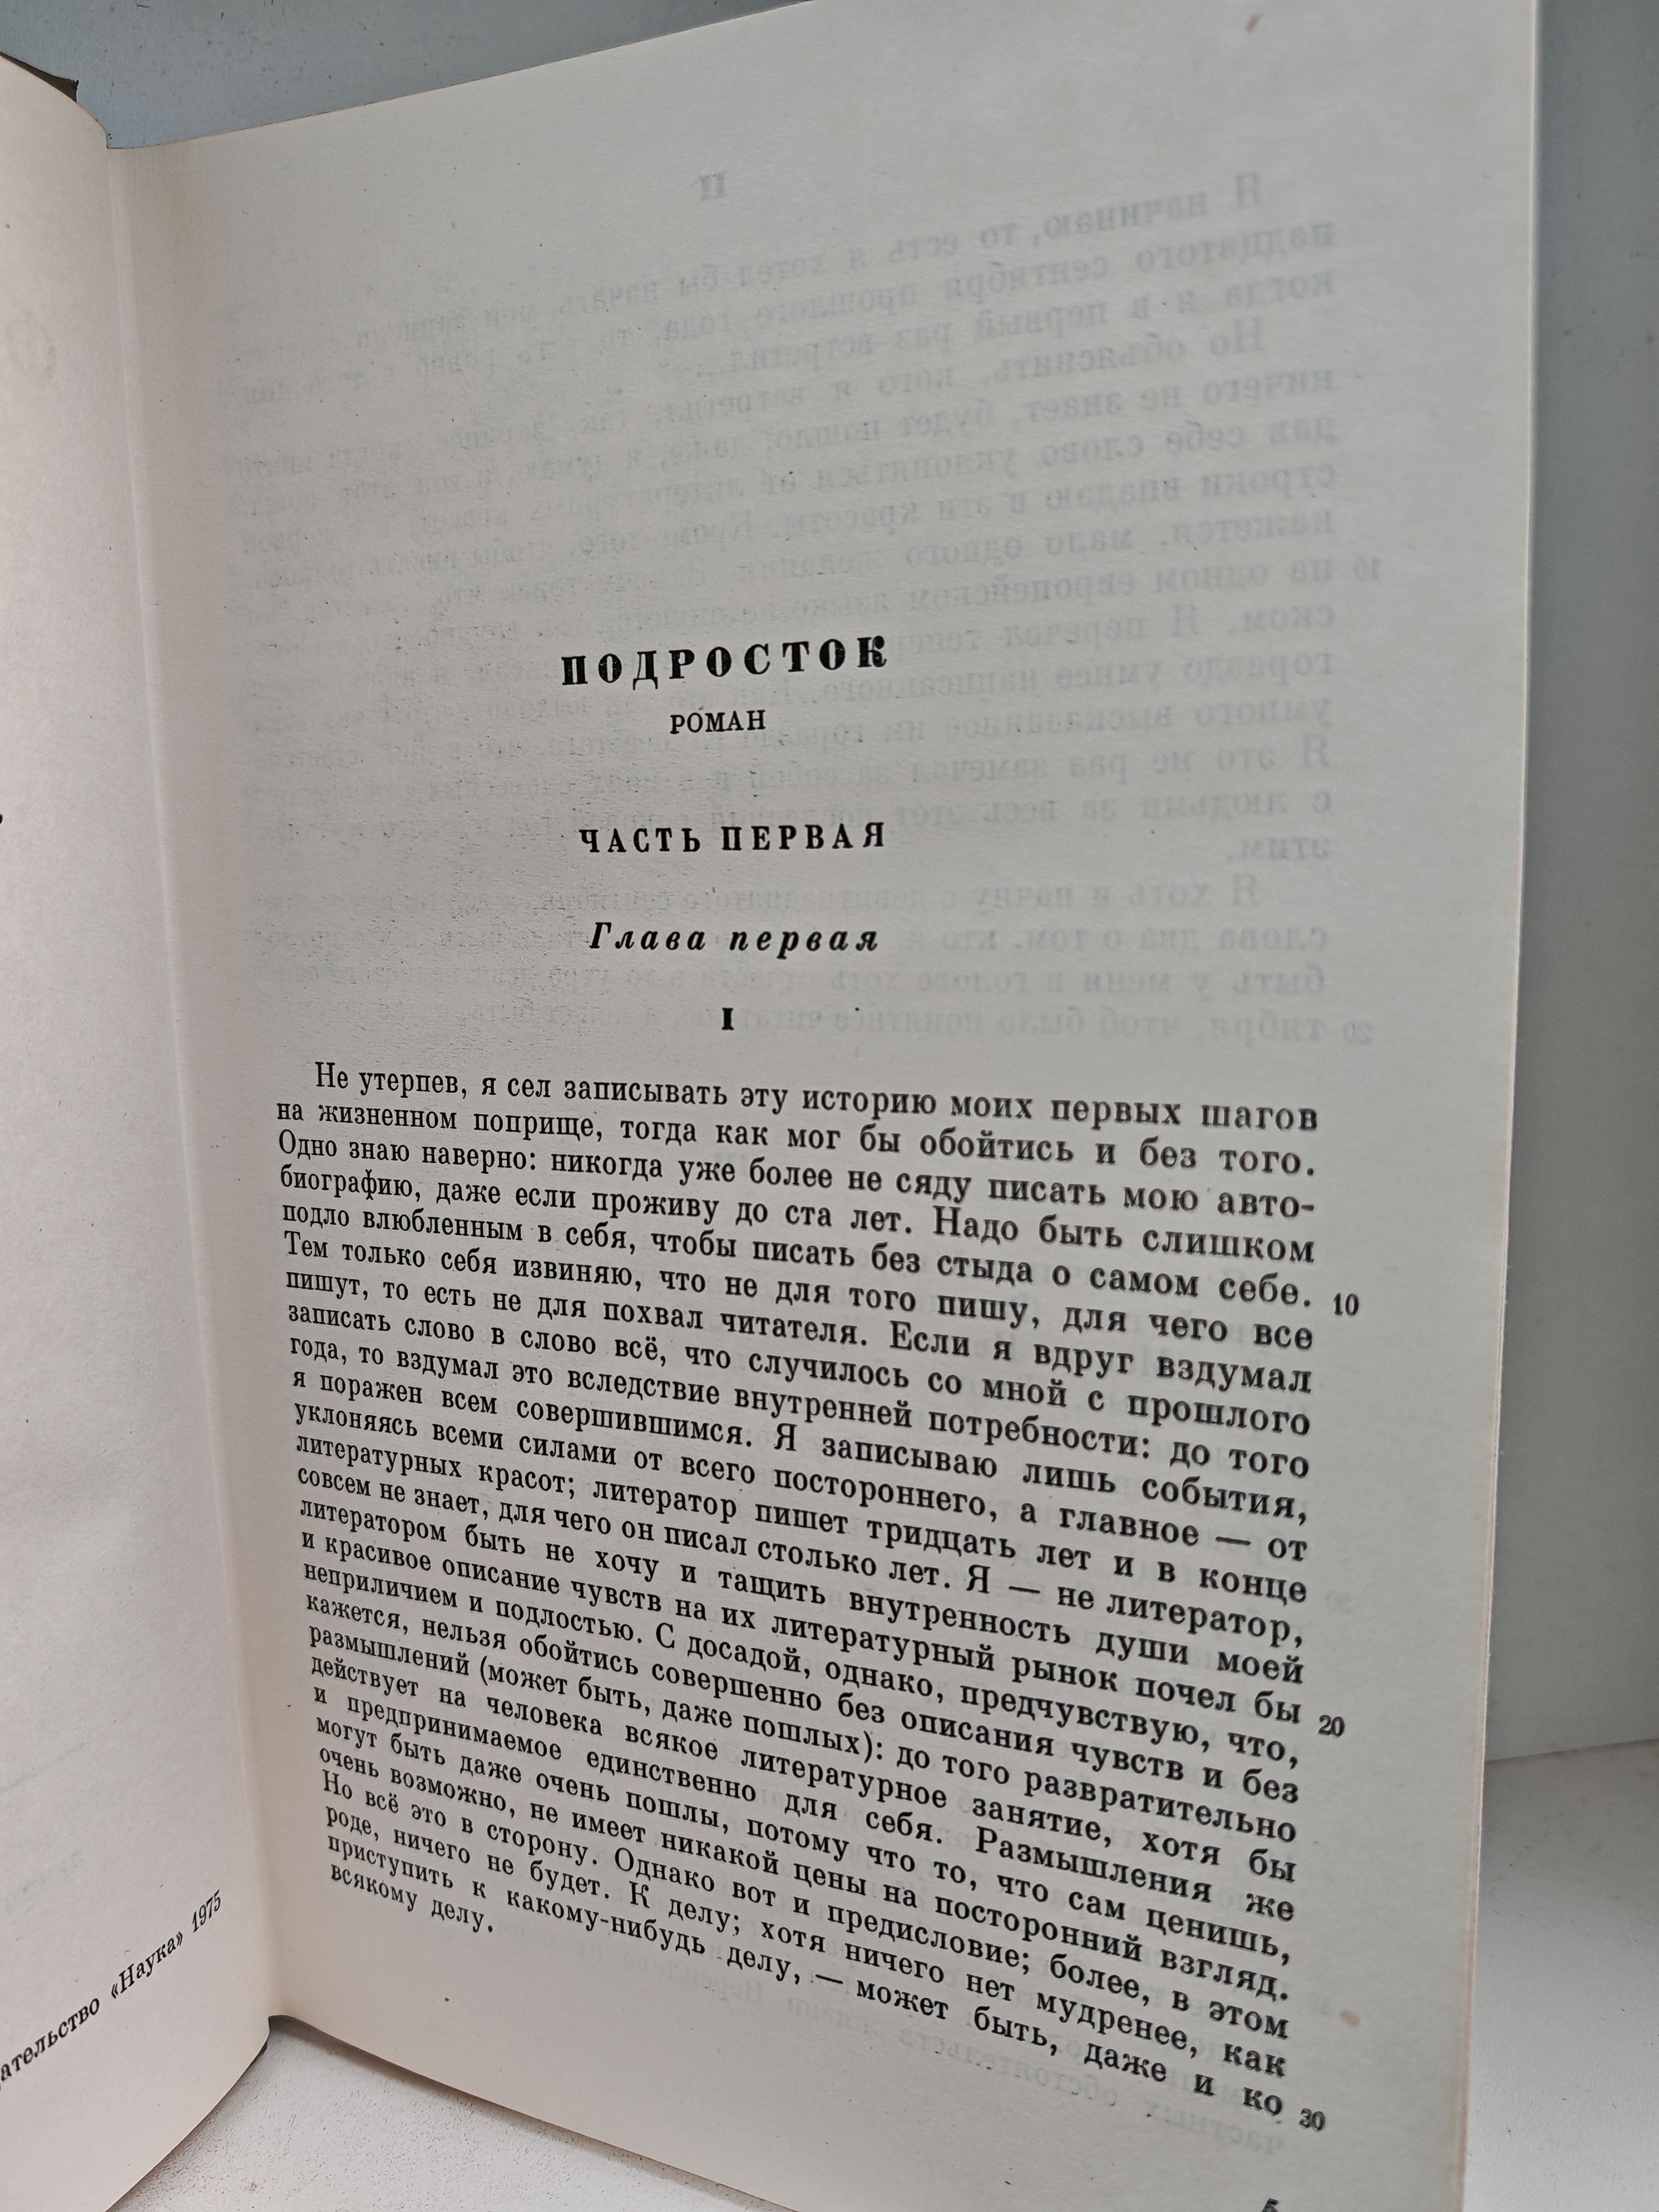 ПОДРОСТОК
РОМАН
ЧАСТЬ ПЕРВАЯ
Глава первая
I
Не утерпев, я сел записывать эту историю моих первых шагов
на жизненном поприще, тогда как мог бы обойтись и без того.
Одно знаю наверно: никогда уже более не сяду писать мою авто-
биографию, даже если проживу до ста лет. Надо быть слишком
подло влюбленным в себя, чтобы писать без стыда о самом себе.
Тем только себя извиняю, что не для того пишу, для чего все 10
пишут, то есть не для похвал читателя. Если я вдруг вздумал
записать слово в слово всё, что случилось со мной с прошлого
года, то вздумал это вследствие внутренней потребности: до того
я поражен всем совершившимся. Я записываю лишь события,
уклоняясь всеми силами от всего постороннего, а главное — от
литературных красот; литератор пишет тридцать лет и в конце
совсем не знает, для чего он писал столько лет. Я — не литератор,
литератором быть не хочу и тащить внутренность души моей
и красивое описание чувств на их литературный рынок почел бы
неприличием и подлостью. С досадой, однако, предчувствую, что, 20
кажется, нельзя обойтись совершенно без описания чувств и без
размышлений (может быть, даже пошлых): до того развратительно
действует на человека всякое литературное занятие, хотя бы
и предпринимаемое единственно для себя. Размышления же
могут быть даже очень пошлы, потому что то, что сам ценишь,
очень возможно, не имеет никакой цены на посторонний взгляд.
Но всё это в сторону. Однако вот и предисловие; более, в этом
роде, ничего не будет. К делу; хотя ничего нет мудренее, как
приступить к какому-нибудь делу, — может быть, даже и ко
всякому делу. 30
5
«Наука» 1975